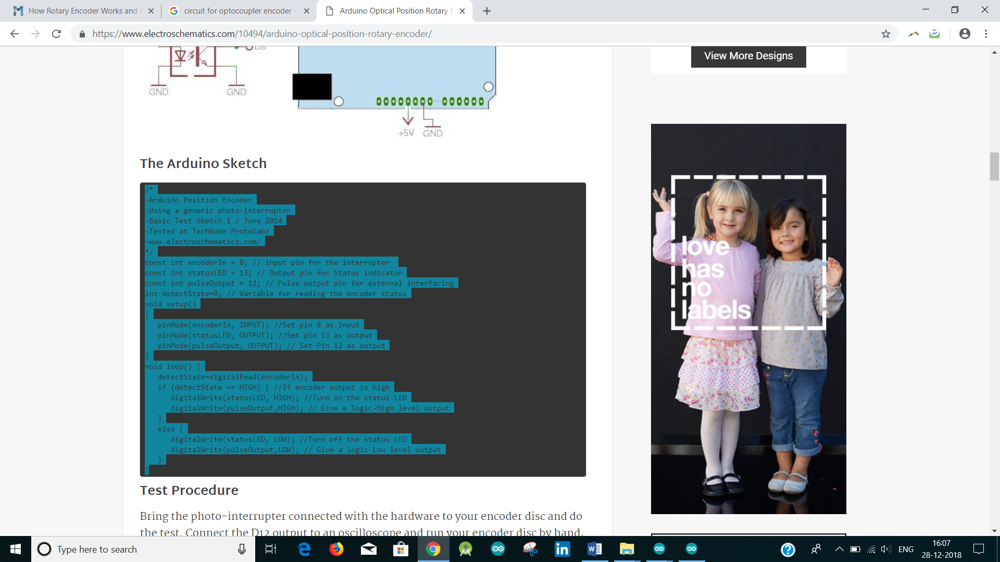 How Rotary Encoder Works and
circuit for optocoupler encoder -
Arduino Optical Position Rotary E
https://www.electroschematics.com/10494/arduino-optical-position-rotary-encoder/
D8
GND
GND
+5V
GND
View More Designs
The Arduino Sketch
/*
-Arduino Position Encoder
-Using a generic photo-interrupter
-Basic Test Sketch 1 / June 2014
-Tested at TechNode Protolabz
-www.electroschematics.com/
*/
const int encoderIn = 8; // input pin for the interrupter
const int statusLED = 13; // Output pin for Status indicator
const int pulseOutput = 12; // Pulse output pin for external interfacing
int detectState=0; // Variable for reading the encoder status
void setup()
{
pinMode(encoderIn, INPUT); //Set pin 8 as input
pinMode(statusLED, OUTPUT); //Set pin 13 as output
pinMode(pulseOutput, OUTPUT); // Set Pin 12 as output
}
void loop() {
detectState=digitalRead(encoderIn);
if (detectState == HIGH) { //If encoder output is high
digitalWrite(statusLED, HIGH); //Turn on the status LED
digitalWrite(pulseOutput,HIGH); // Give a logic-High level output
}
else {
digitalWrite(statusLED, LOW); //Turn off the status LED
digitalWrite(pulseOutput,LOW); // Give a logic-Low level output
}
}
love
has
no
labels
Test Procedure
Bring the photo-interrupter connected with the hardware to your encoder disc and do
the test. Connect the D12 output to an oscilloscope and run your encoder disc by hand.
Type here to search
ENG
16:07
28-12-2018